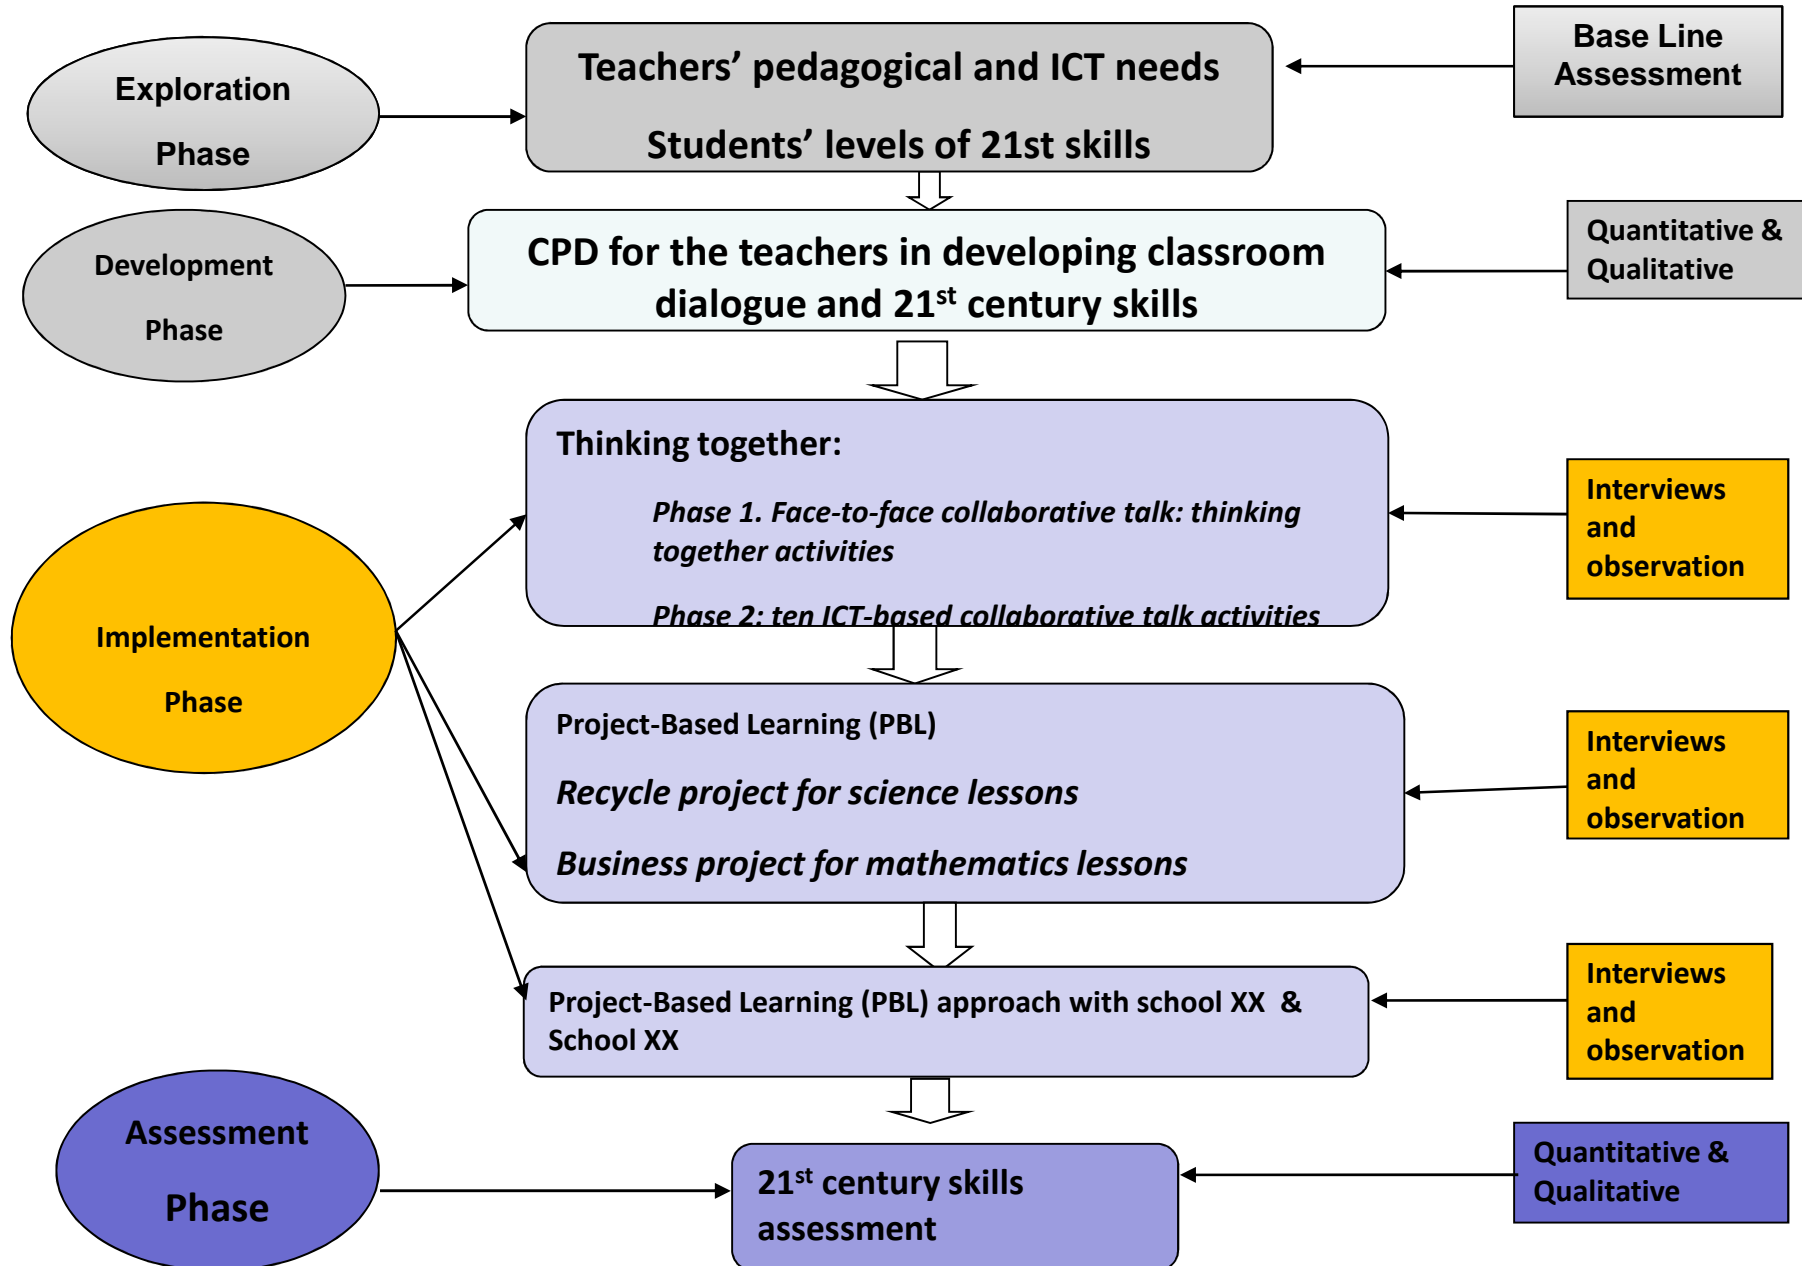 Exploration
Phase
Teachers’ pedagogical and ICT needs
Students’ levels of 21st skills
Base Line
Assessment
Development
Phase
CPD for the teachers in developing classroom
dialogue and 21st century skills
Quantitative &
Qualitative
Implementation
Phase
Thinking together:
Phase 1. Face-to-face collaborative talk: thinking
together activities
Phase 2: ten ICT-based collaborative talk activities
Interviews
and
observation
Project-Based Learning (PBL)
Recycle project for science lessons
Business project for mathematics lessons
Interviews
and
observation
Project-Based Learning (PBL) approach with school XX &
School XX
Interviews
and
observation
Assessment
Phase
21st century skills
assessment
Quantitative &
Qualitative